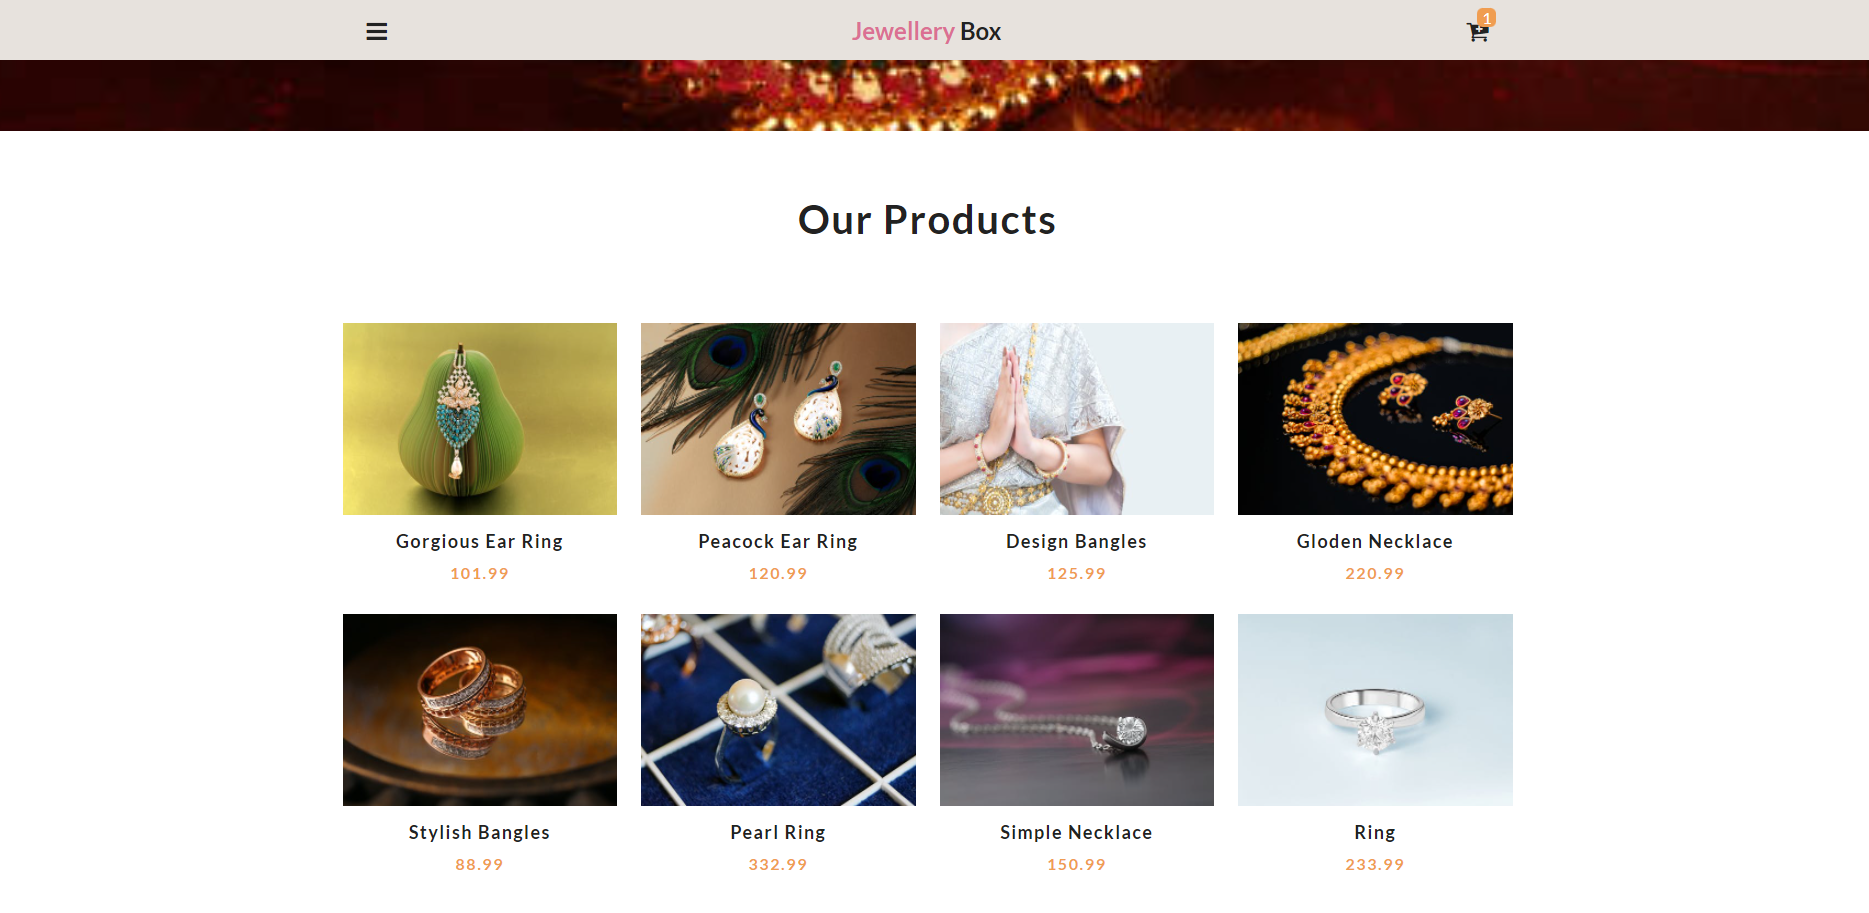 Jewellery Box
1
Our Products
Gorgious Ear Ring
101.99
Peacock Ear Ring
120.99
Design Bangles
125.99
Gloden Necklace
220.99
Stylish Bangles
88.99
Pearl Ring
332.99
Simple Necklace
150.99
Ring
233.99